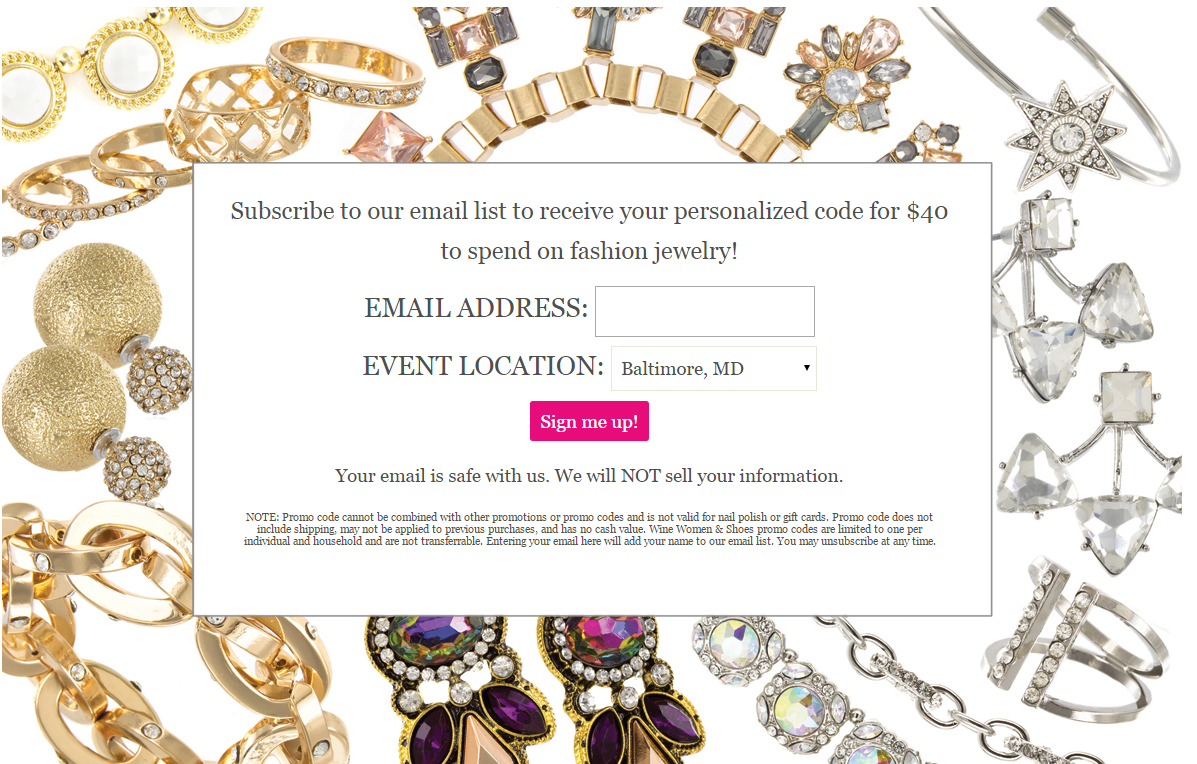 Subscribe to our email list to receive your personalized code for $40
to spend on fashion jewelry!
EMAIL ADDRESS:
EVENT LOCATION: Baltimore, MD
Sign me up!
Your email is safe with us. We will NOT sell your information.
NOTE: Promo code cannot be combined with other promotions or promo codes and is not valid for nail polish or gift cards. Promo code does not
include shipping, may not be applied to previous purchases, and has no cash value. Wine Women & Shoes promo codes are limited to one per
individual and household and are not transferrable. Entering your email here will add your name to our email list. You may unsubscribe at any time.